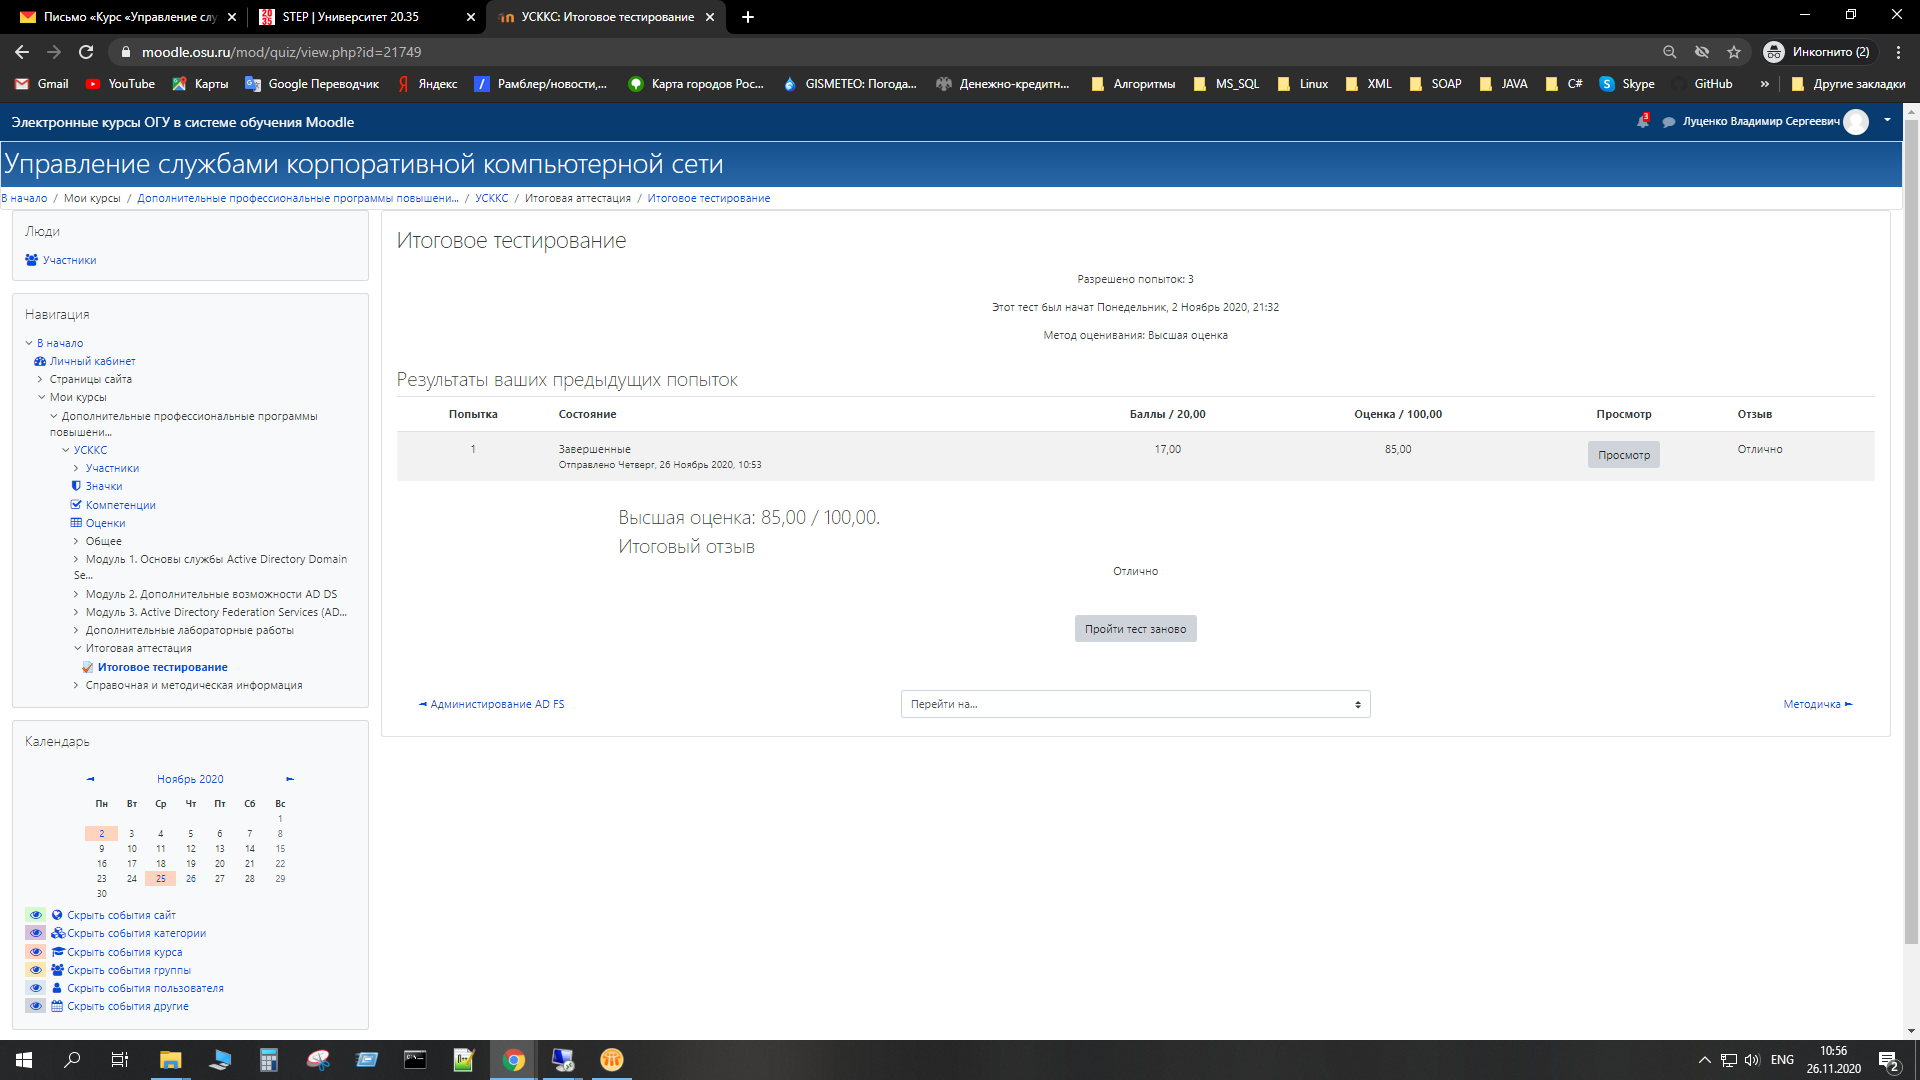 Письмо «Курс «Управление слу
STEP | Университет 20.35
УСККС: Итоговое тестирование
moodle.osu.ru/mod/quiz/view.php?id=21749
Инкогнито (2)
Gmail
YouTube
Карты
Google Переводчик
Яндекс
Рамблер/новости,...
Карта городов Рос...
GISMETEO: Погода...
Денежно-кредитн...
Алгоритмы
MS_SQL
Linux
XML
SOAP
JAVA
C#
Skype
GitHub
»
Другие закладки
Электронные курсы ОГУ в системе обучения Moodle
3
Луценко Владимир Сергеевич
Управление службами корпоративной компьютерной сети
В начало / Мои курсы / Дополнительные профессиональные программы повышени... / УСККС / Итоговая аттестация / Итоговое тестирование
Люди
Участники
Навигация
В начало
Личный кабинет
Страницы сайта
Мои курсы
Дополнительные профессиональные программы
повышени...
УСККС
Участники
Значки
Компетенции
Оценки
Общее
Модуль 1. Основы службы Active Directory Domain
Se...
Модуль 2. Дополнительные возможности AD DS
Модуль 3. Active Directory Federation Services (AD...
Дополнительные лабораторные работы
Итоговая аттестация
Итоговое тестирование
Справочная и методическая информация
Календарь
◄ Ноябрь 2020 ►
Пн Вт Ср Чт Пт Сб Вс
1
2 3 4 5 6 7 8
9 10 11 12 13 14 15
16 17 18 19 20 21 22
23 24 25 26 27 28 29
30
Скрыть события сайт
Скрыть события категории
Скрыть события курса
Скрыть события группы
Скрыть события пользователя
Скрыть события другие
Итоговое тестирование
Разрешено попыток: 3
Этот тест был начат Понедельник, 2 Ноябрь 2020, 21:32
Метод оценивания: Высшая оценка
Результаты ваших предыдущих попыток
Попытка Состояние Баллы / 20,00 Оценка / 100,00 Просмотр Отзыв
1 Завершенные 17,00 85,00 Просмотр Отлично
Отправлено Четверг, 26 Ноябрь 2020, 10:53
Высшая оценка: 85,00 / 100,00.
Итоговый отзыв
Отлично
Пройти тест заново
◄ Администрирование AD FS
Перейти на...
Методичка ►
ENG
10:56
26.11.2020
2